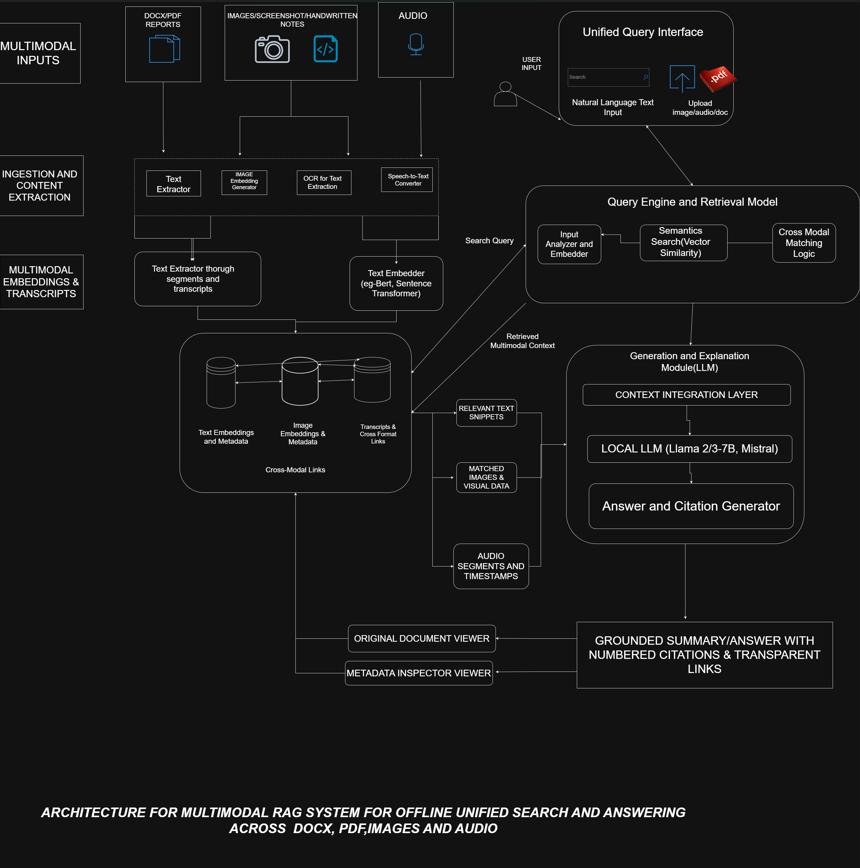 MULTIMODAL
INPUTS
DOCX/PDF
REPORTS
IMAGES/SCREENSHOT/HANDWRITTEN
NOTES
AUDIO
USER
INPUT
Unified Query Interface
Search
.pdf
Natural Language Text
Input
Upload
image/audio/doc
INGESTION AND
CONTENT
EXTRACTION
Text
Extractor
IMAGE
Embedding
Generator
OCR for Text
Extraction
Speech-to-Text
Converter
Query Engine and Retrieval Model
Input
Analyzer and
Embedder
Semantics
Search(Vector
Similarity)
Cross Modal
Matching
Logic
Search Query
MULTIMODAL
EMBEDDINGS &
TRANSCRIPTS
Text Extractor thorugh
segments and
transcripts
Text Embedder
(eg-Bert, Sentence
Transformer)
Retrieved
Multimodal Context
Text Embeddings
and Metadata
Image
Embeddings &
Metadata
Transcripts &
Cross Format
Links
Cross-Modal Links
RELEVANT TEXT
SNIPPETS
MATCHED
IMAGES &
VISUAL DATA
AUDIO
SEGMENTS AND
TIMESTAMPS
Generation and Explanation
Module(LLM)
CONTEXT INTEGRATION LAYER
LOCAL LLM (Llama 2/3-7B, Mistral)
Answer and Citation Generator
ORIGINAL DOCUMENT VIEWER
METADATA INSPECTOR VIEWER
GROUNDED SUMMARY/ANSWER WITH
NUMBERED CITATIONS & TRANSPARENT
LINKS
ARCHITECTURE FOR MULTIMODAL RAG SYSTEM FOR OFFLINE UNIFIED SEARCH AND ANSWERING
ACROSS DOCX, PDF,IMAGES AND AUDIO